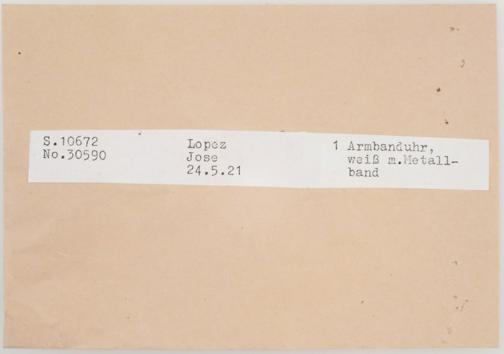 S.10672
No.30590
Lopez
Jose
24.5.21
1 Armbanduhr,
weiß m.Metall-
band